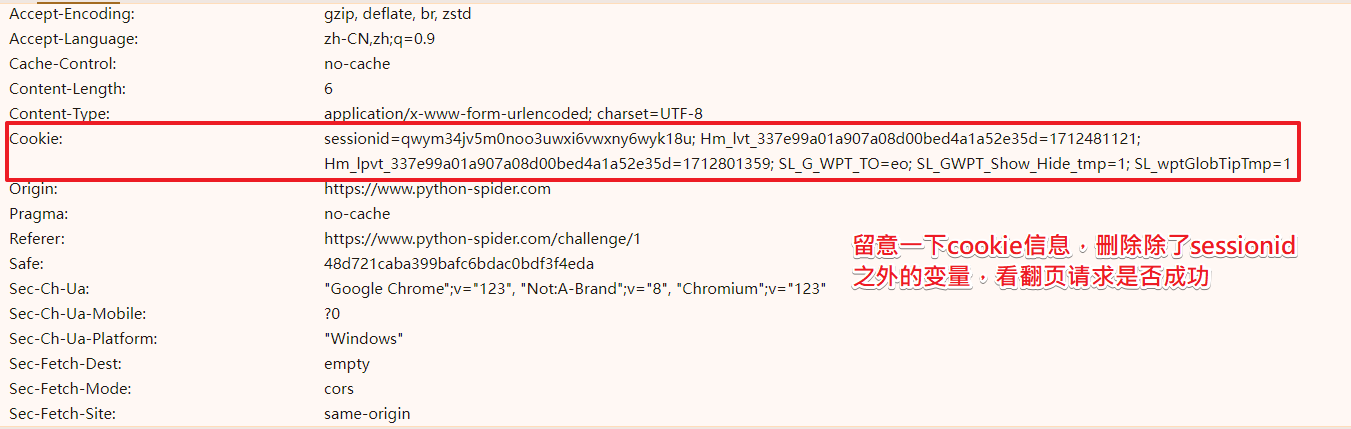 Accept-Encoding: gzip, deflate, br, zstd
Accept-Language: zh-CN,zh;q=0.9
Cache-Control: no-cache
Content-Length: 6
Content-Type: application/x-www-form-urlencoded; charset=UTF-8
Cookie: sessionid=qwym34jv5m0noo3uwxi6vwxny6wyk18u; Hm_lvt_337e99a01a907a08d00bed4a1a52e35d=1712481121;
Hm_lpvt_337e99a01a907a08d00bed4a1a52e35d=1712801359; SL_G_WPT_TO=eo; SL_GWPT_Show_Hide_tmp=1; SL_wptGlobTipTmp=1
Origin: https://www.python-spider.com
Pragma: no-cache
Referer: https://www.python-spider.com/challenge/1
Safe: 48d721caba399bafc6bdac0bdf3f4eda
Sec-Ch-Ua: "Google Chrome";v="123", "Not:A-Brand";v="8", "Chromium";v="123"
Sec-Ch-Ua-Mobile: ?0
Sec-Ch-Ua-Platform: "Windows"
Sec-Fetch-Dest: empty
Sec-Fetch-Mode: cors
Sec-Fetch-Site: same-origin
留意一下cookie信息，删除除了sessionid
之外的变量，看翻页请求是否成功